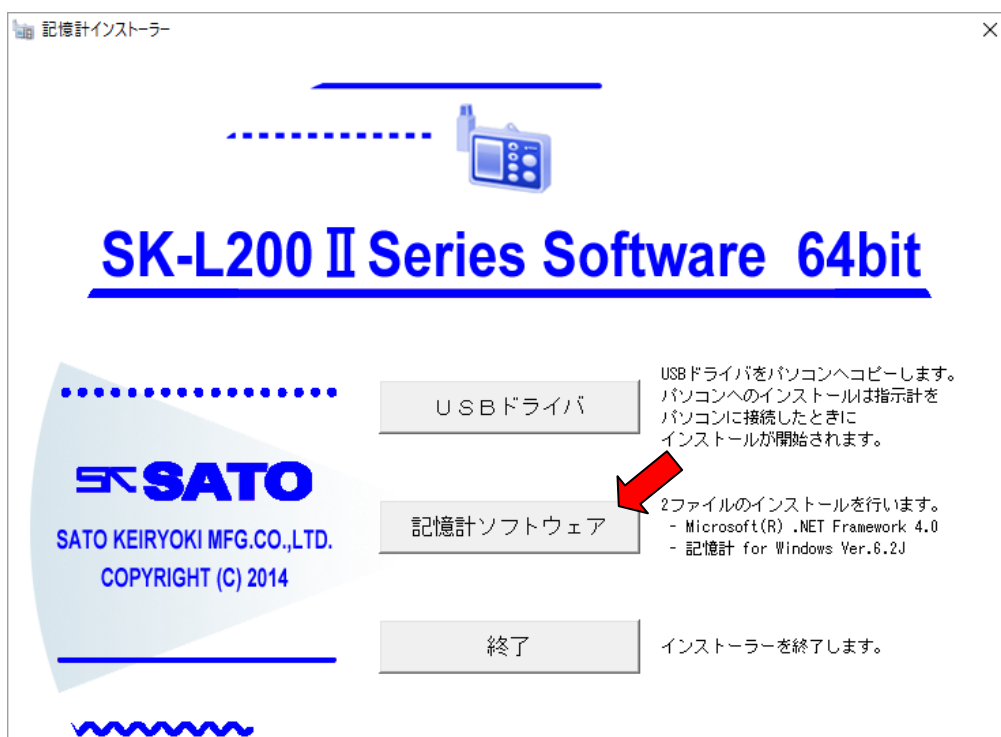 記憶計インストーラー
SK-L200Ⅱ Series Software 64bit
USBドライバ
USBドライバをパソコンへコピーします。
パソコンへのインストールは指示計を
パソコンに接続したときに
インストールが開始されます。
SK SATO
SATO KEIRYOKI MFG.CO.,LTD.
COPYRIGHT (C) 2014
記憶計ソフトウェア
2ファイルのインストールを行います。
- Microsoft(R) .NET Framework 4.0
- 記憶計 for Windows Ver.6.2J
終了
インストーラーを終了します。